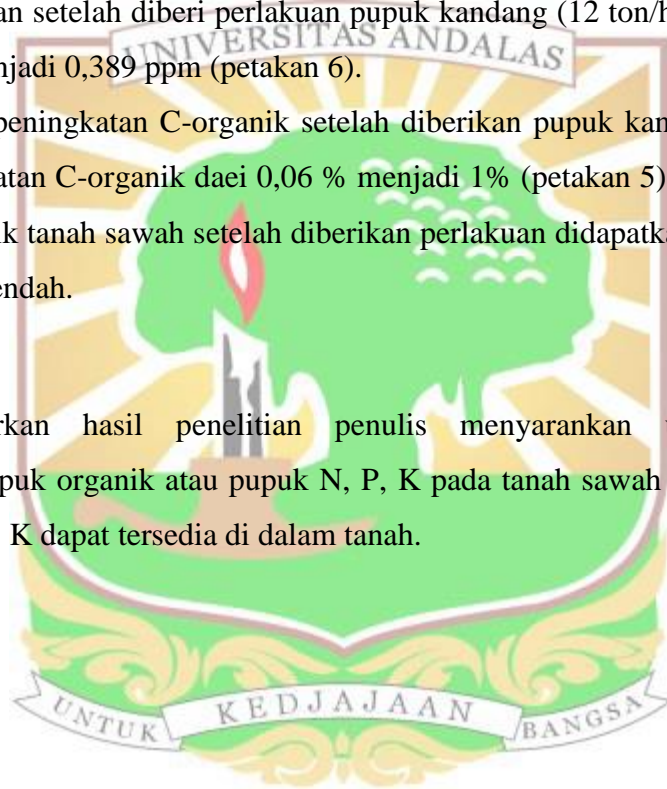 an setelah diberi perlakuan pupuk kandang (12 ton/h
njadi 0,389 ppm (petakan 6).
peningkatan C-organik setelah diberikan pupuk kan
atan C-organik daei 0,06 % menjadi 1% (petakan 5)
ik tanah sawah setelah diberikan perlakuan didapatka
endah.
rkan hasil penelitian penulis menyarankan
puk organik atau pupuk N, P, K pada tanah sawah
K dapat tersedia di dalam tanah.
UNIVERSITAS ANDALAS
UNTUK KEDJAJAAN BANGSA